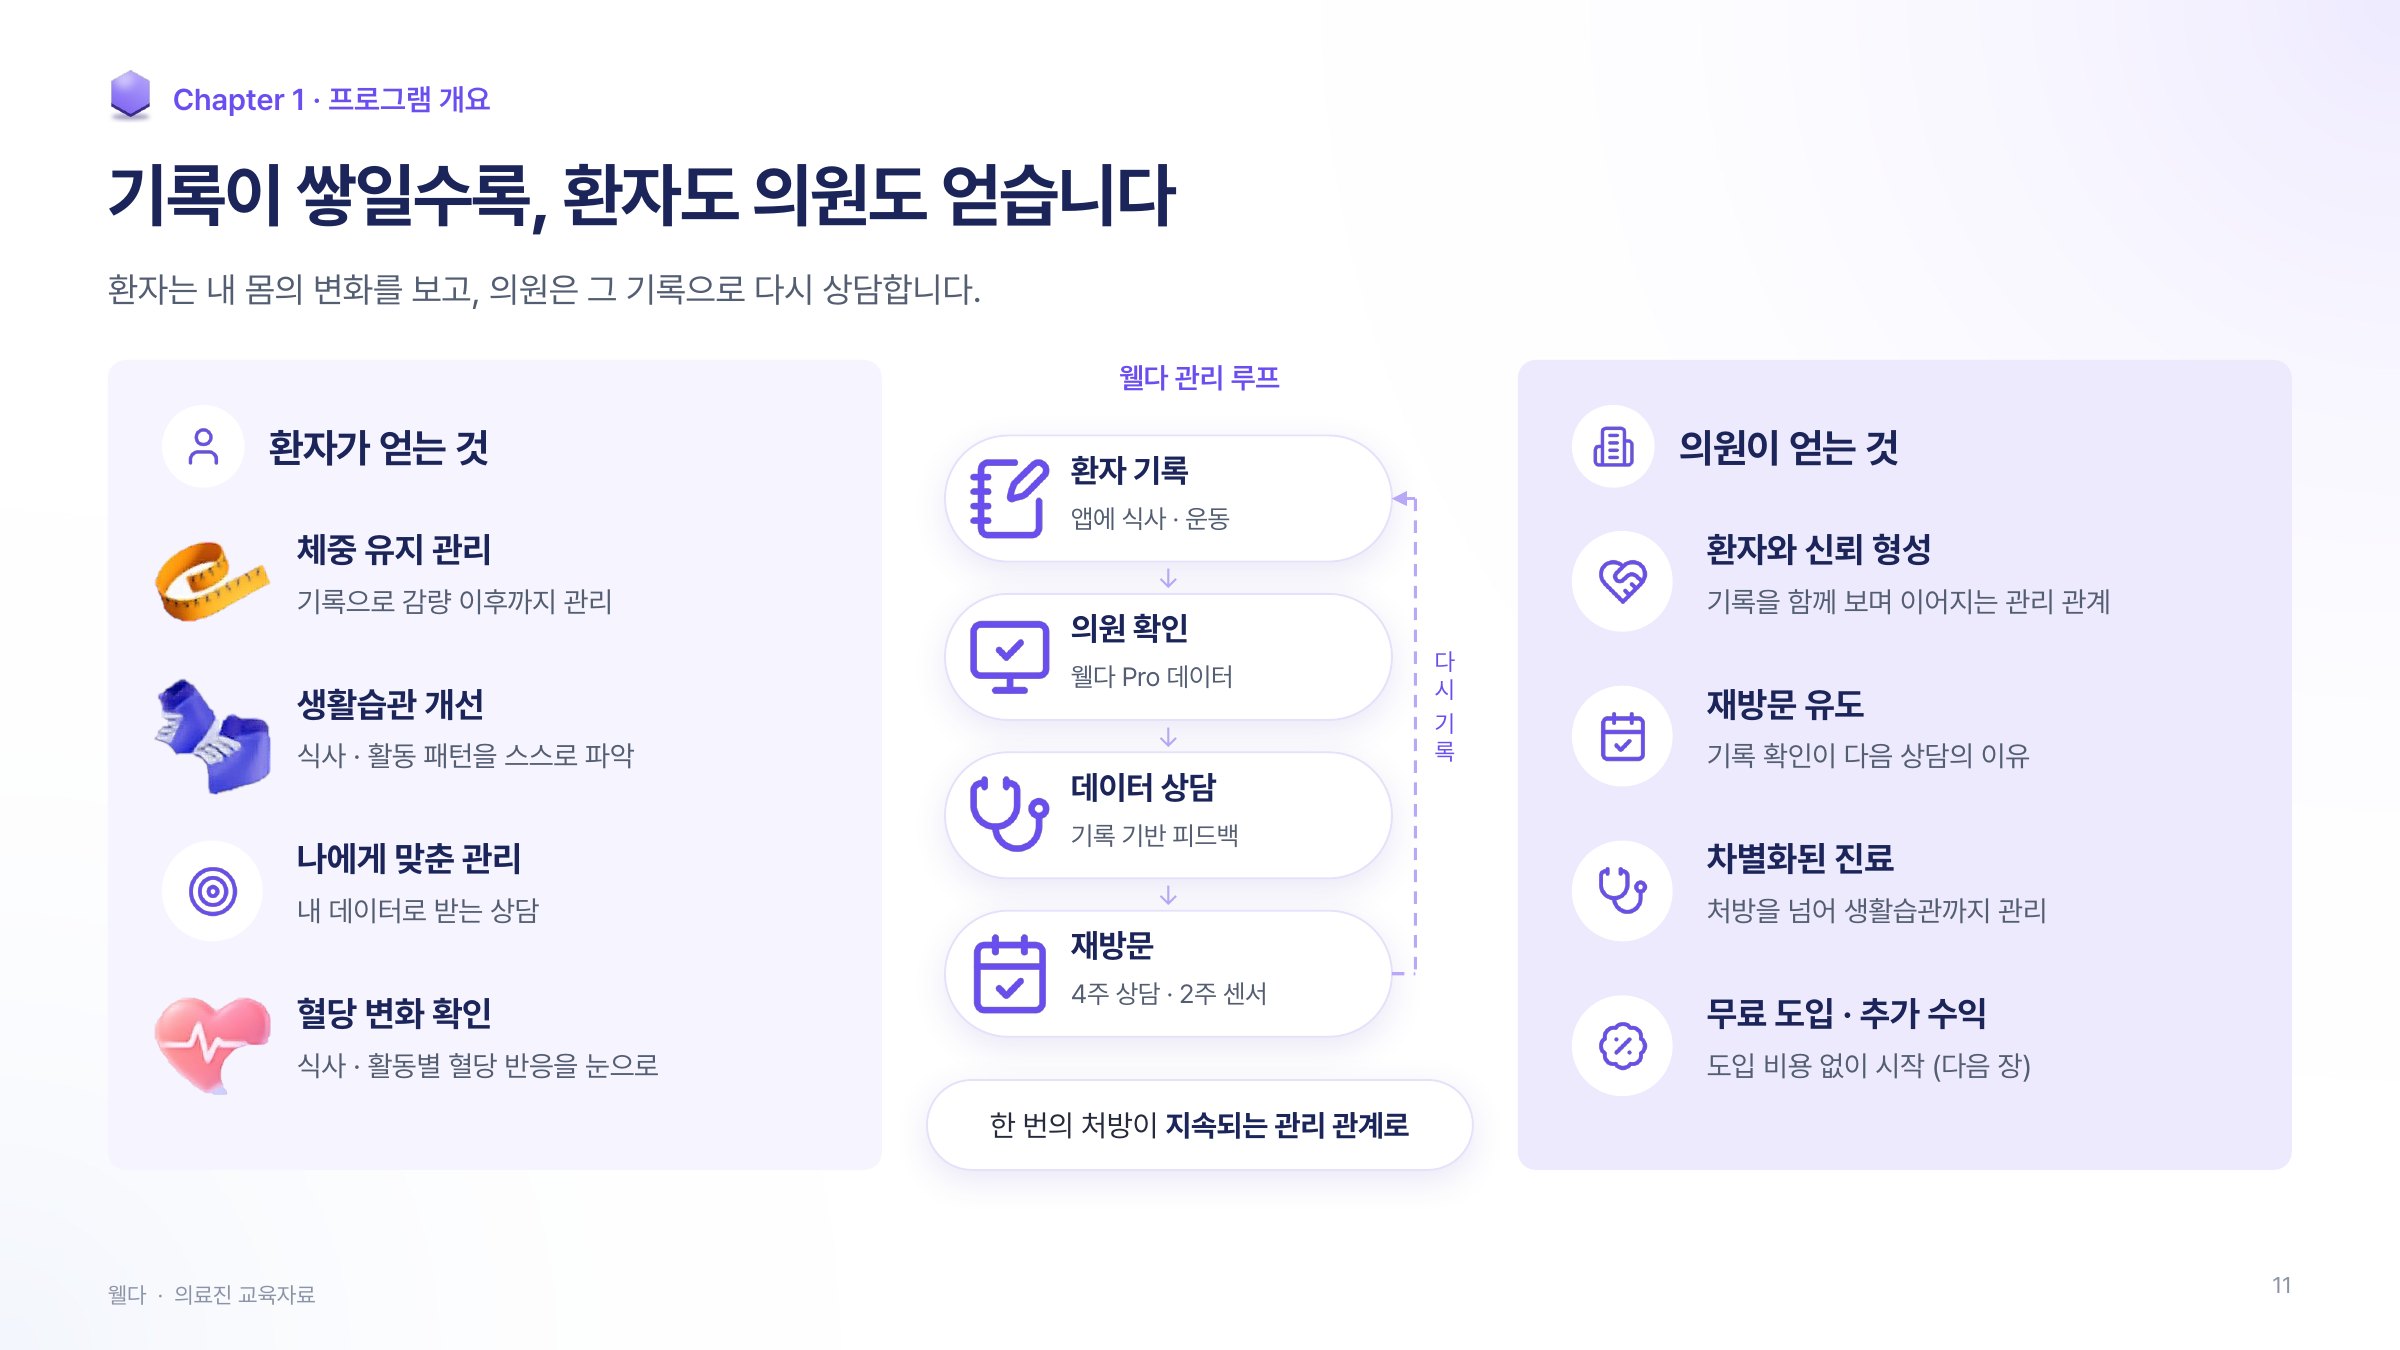 Chapter 1 · 프로그램 개요
기록이 쌓일수록, 환자도 의원도 얻습니다
환자는 내 몸의 변화를 보고, 의원은 그 기록으로 다시 상담합니다.
환자가 얻는 것
체중 유지 관리
기록으로 감량 이후까지 관리
생활습관 개선
식사 · 활동 패턴을 스스로 파악
나에게 맞춘 관리
내 데이터로 받는 상담
혈당 변화 확인
식사 · 활동별 혈당 반응을 눈으로
웰다 관리 루프
환자 기록
앱에 식사 · 운동
의원 확인
웰다 Pro 데이터
데이터 상담
기록 기반 피드백
재방문
4주 상담 · 2주 센서
다시 기록
한 번의 처방이 지속되는 관리 관계로
의원이 얻는 것
환자와 신뢰 형성
기록을 함께 보며 이어지는 관리 관계
재방문 유도
기록 확인이 다음 상담의 이유
차별화된 진료
처방을 넘어 생활습관까지 관리
무료 도입 · 추가 수익
도입 비용 없이 시작 (다음 장)
웰다 · 의료진 교육자료
11